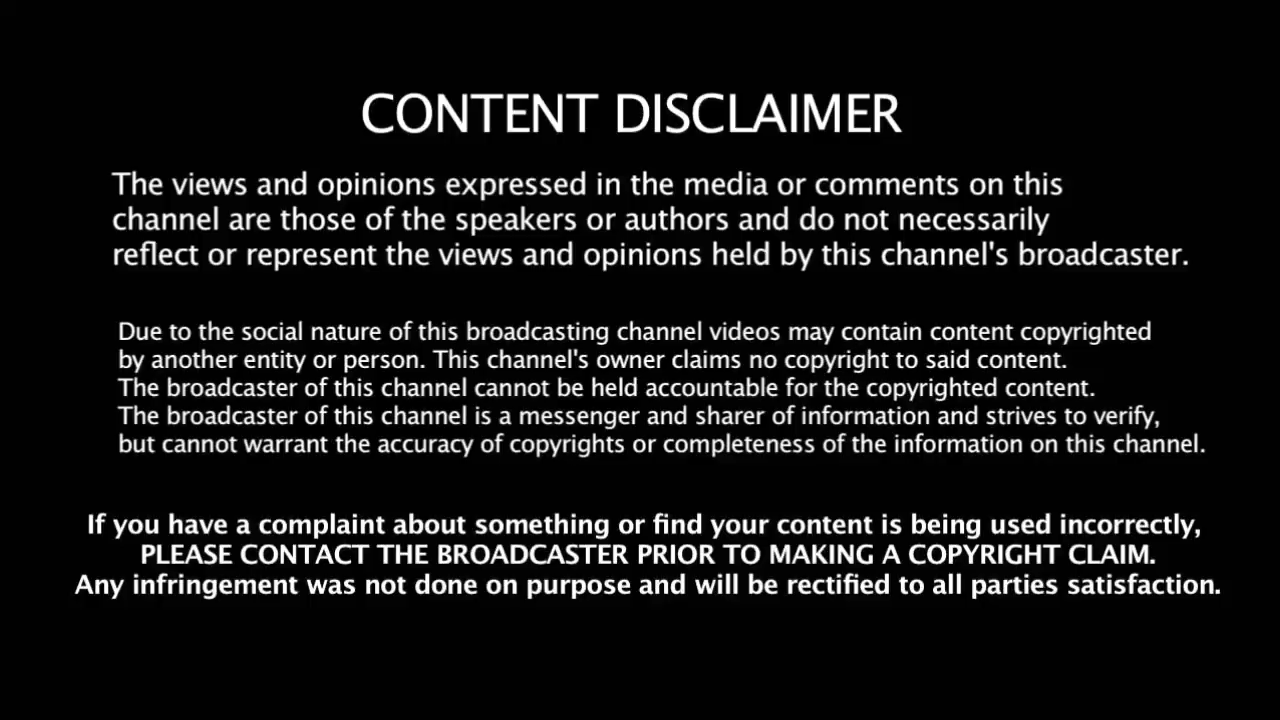 CONTENT DISCLAIMER
The views and opinions expressed in the media or comments on this
channel are those of the speakers or authors and do not necessarily
reflect or represent the views and opinions held by this channel's broadcaster.
Due to the social nature of this broadcasting channel videos may contain content copyrighted
by another entity or person. This channel's owner claims no copyright to said content.
The broadcaster of this channel cannot be held accountable for the copyrighted content.
The broadcaster of this channel is a messenger and sharer of information and strives to verify,
but cannot warrant the accuracy of copyrights or completeness of the information on this channel.
If you have a complaint about something or find your content is being used incorrectly,
PLEASE CONTACT THE BROADCASTER PRIOR TO MAKING A COPYRIGHT CLAIM.
Any infringement was not done on purpose and will be rectified to all parties satisfaction.